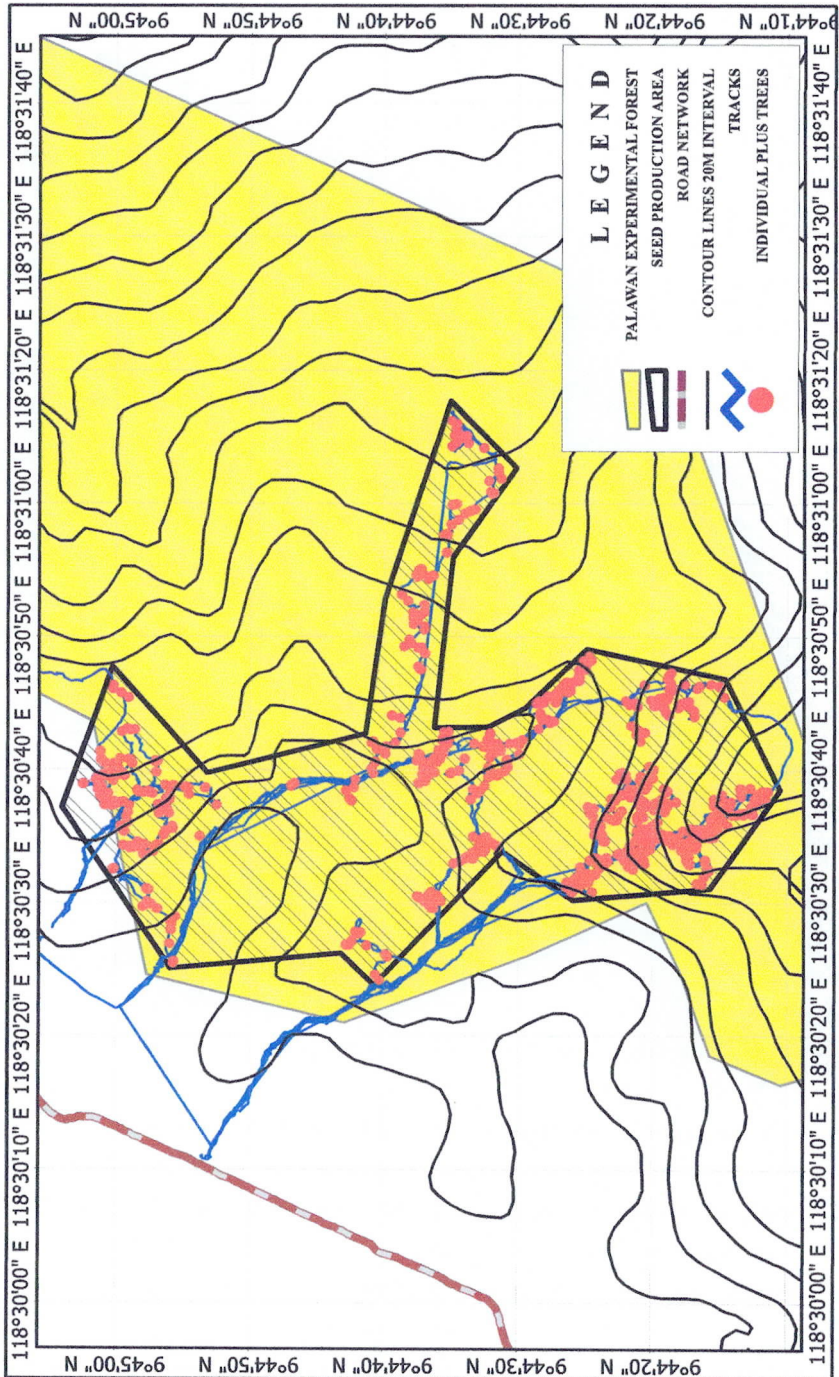 118°30'00" E 118°30'10" E 118°30'20" E 118°30'30" E 118°30'40" E 118°30'50" E 118°31'00" E 118°31'20" E 118°31'30" E 118°31'40" E
9°45'00" N
9°44'50" N
9°44'40" N
9°44'30" N
9°44'20" N
9°45'00" N
9°44'50" N
9°44'40" N
9°44'30" N
9°44'20" N
9°44'10" N
LEGEND
PALAWAN EXPERIMENTAL FOREST
SEED PRODUCTION AREA
ROAD NETWORK
CONTOUR LINES 20M INTERVAL
TRACKS
INDIVIDUAL PLUS TREES
118°30'00" E 118°30'10" E 118°30'20" E 118°30'30" E 118°30'40" E 118°30'50" E 118°31'00" E 118°31'20" E 118°31'30" E 118°31'40" E